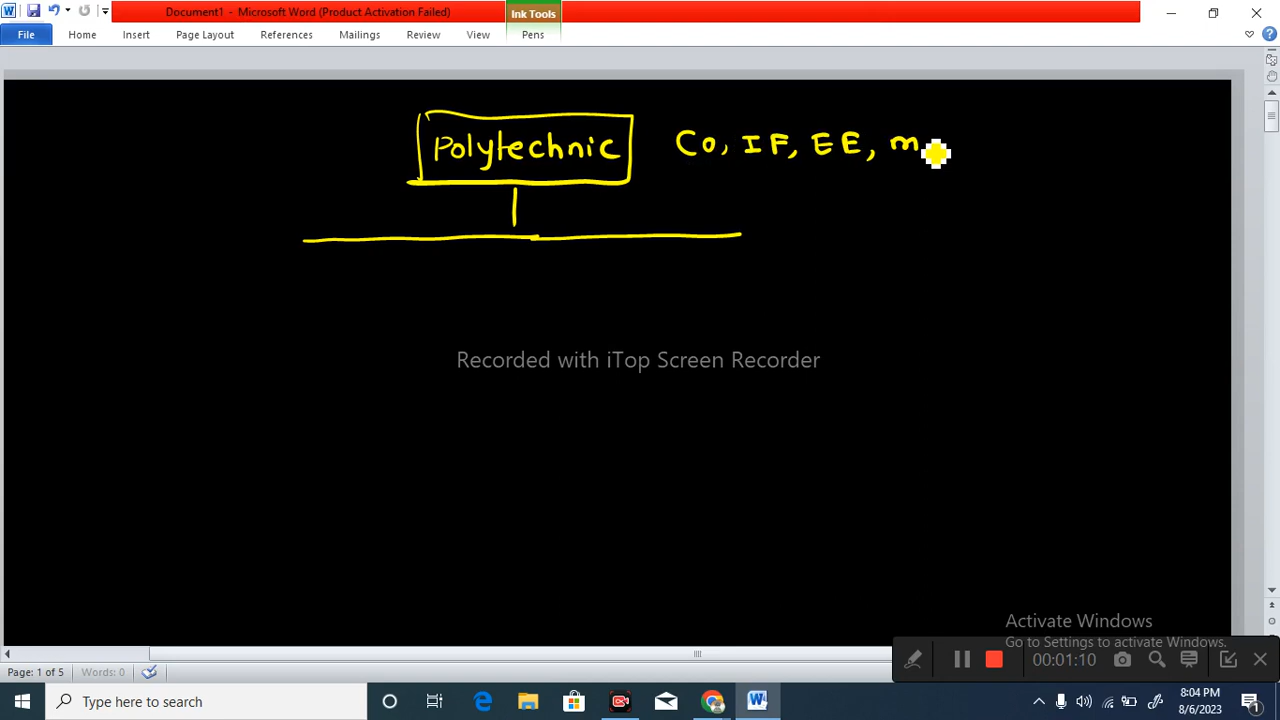 Document1 - Microsoft Word (Product Activation Failed)
Ink Tools
File Home Insert Page Layout References Mailings Review View Pens
Polytechnic Co, IF, EE, m
Recorded with iTop Screen Recorder
Activate Windows
Go to Settings to activate Windows.
00:01:10
Page: 1 of 5 Words: 0
Type here to search
8:04 PM
8/6/2023
1